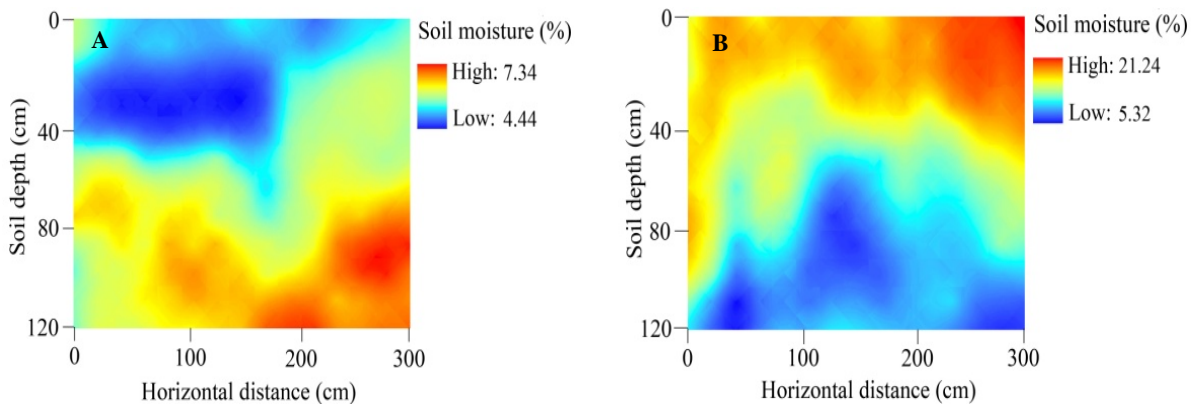 A
Soil moisture (%)
High: 7.34
Low: 4.44
0
40
80
120
Soil depth (cm)
0
100
200
300
Horizontal distance (cm)
B
Soil moisture (%)
High: 21.24
Low: 5.32
0
40
80
120
Soil depth (cm)
0
100
200
300
Horizontal distance (cm)